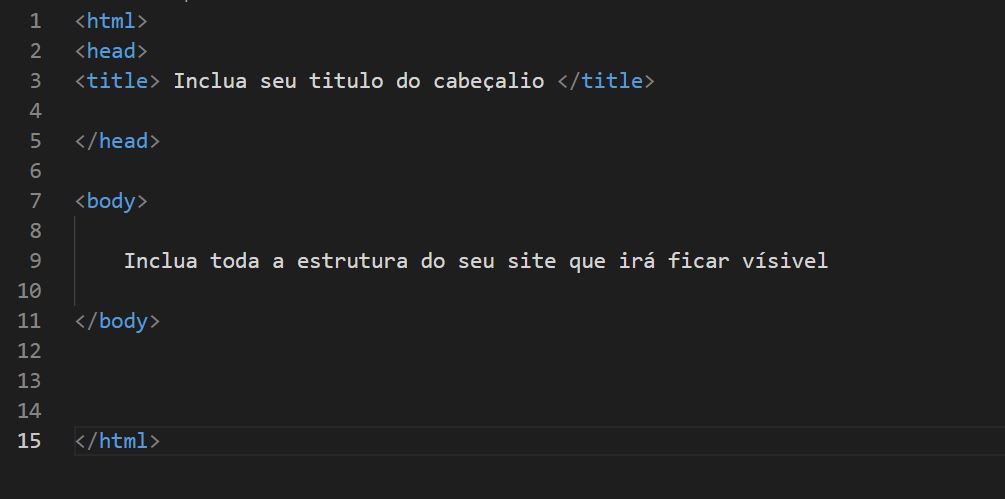 1 <html>
2 <head>
3 <title> Inclua seu titulo do cabeçalio </title>
4
5 </head>
6
7 <body>
8
9 Inclua toda a estrutura do seu site que irá ficar vísivel
10
11 </body>
12
13
14
15 </html>